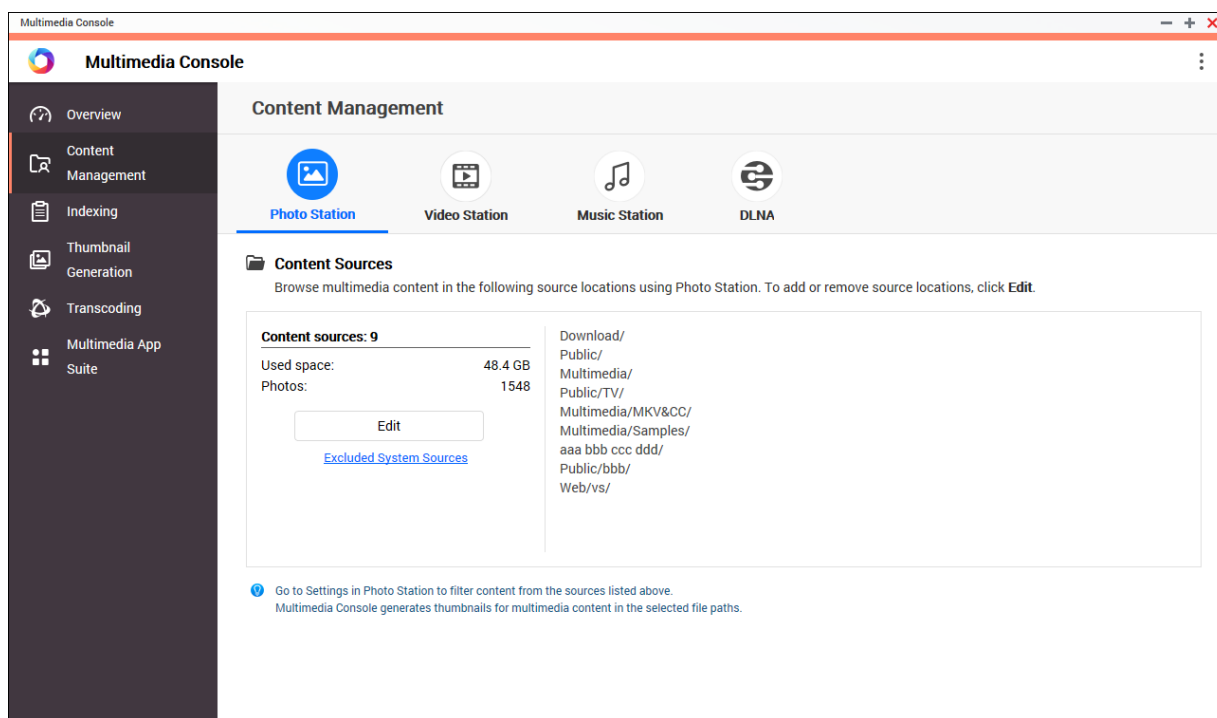 Multimedia Console
Multimedia Console
Overview
Content
Management
Indexing
Thumbnail
Generation
Transcoding
Multimedia App
Suite
Content Management
Photo Station
Video Station
Music Station
DLNA
Content Sources
Browse multimedia content in the following source locations using Photo Station. To add or remove source locations, click Edit.
Content sources: 9
Used space: 48.4 GB
Photos: 1548
Edit
Excluded System Sources
Download/
Public/
Multimedia/
Public/TV/
Multimedia/MKV&CC/
Multimedia/Samples/
aaa bbb ccc ddd/
Public/bbb/
Web/vs/
Go to Settings in Photo Station to filter content from the sources listed above.
Multimedia Console generates thumbnails for multimedia content in the selected file paths.